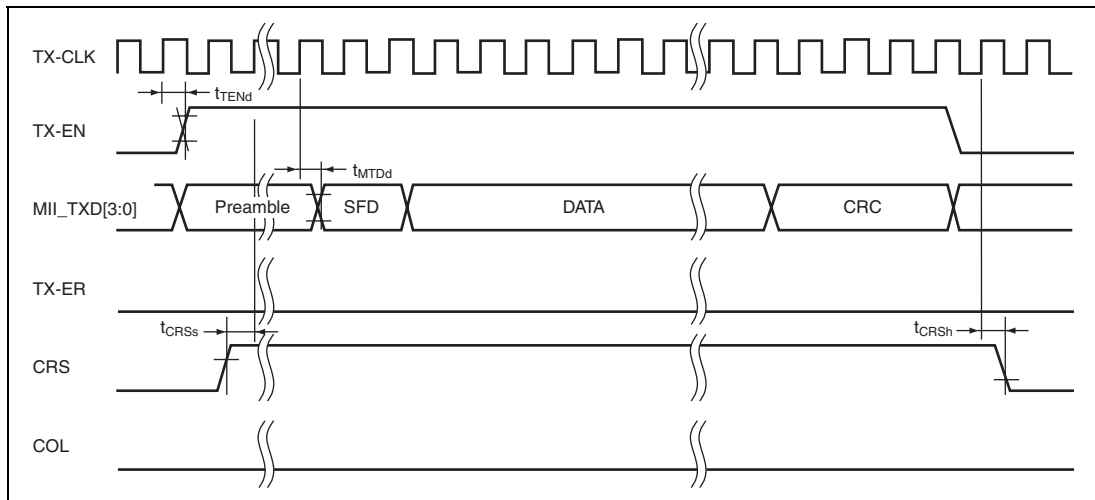 TX-CLK
tTENd
TX-EN
tMTDd
MII_TXD[3:0]
Preamble
SFD
DATA
CRC
TX-ER
tCRSs
tCRSh
CRS
COL